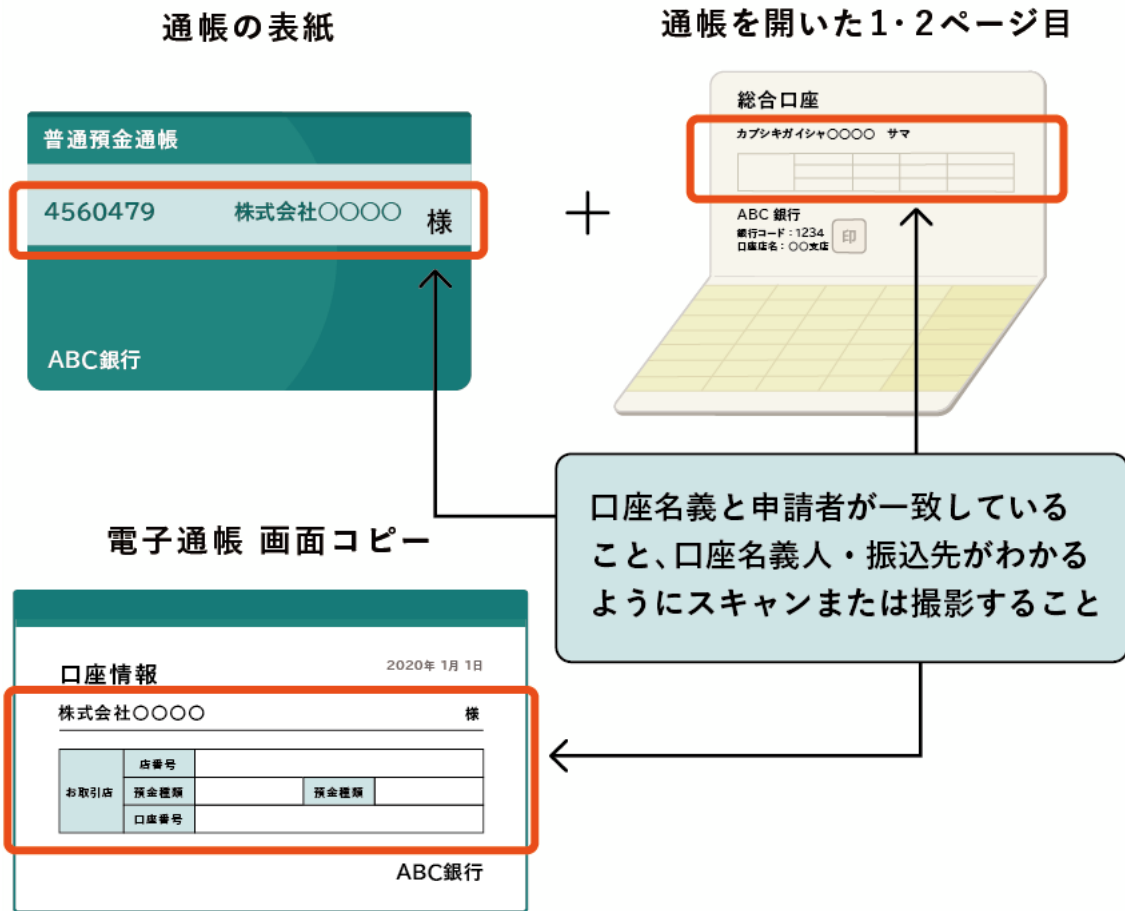 通帳の表紙
普通預金通帳
4560479 株式会社〇〇〇〇 様
ABC銀行
+
通帳を開いた1・2ページ目
総合口座
カブシキガイシャ〇〇〇〇 サマ
ABC 銀行
銀行コード：1234
口座店名：〇〇支店
印
口座名義と申請者が一致している
こと、口座名義人・振込先がわかる
ようにスキャンまたは撮影すること
電子通帳 画面コピー
口座情報 2020年 1月 1日
株式会社〇〇〇〇 様
お取引店
店番号
預金種類 預金種類
口座番号
ABC銀行